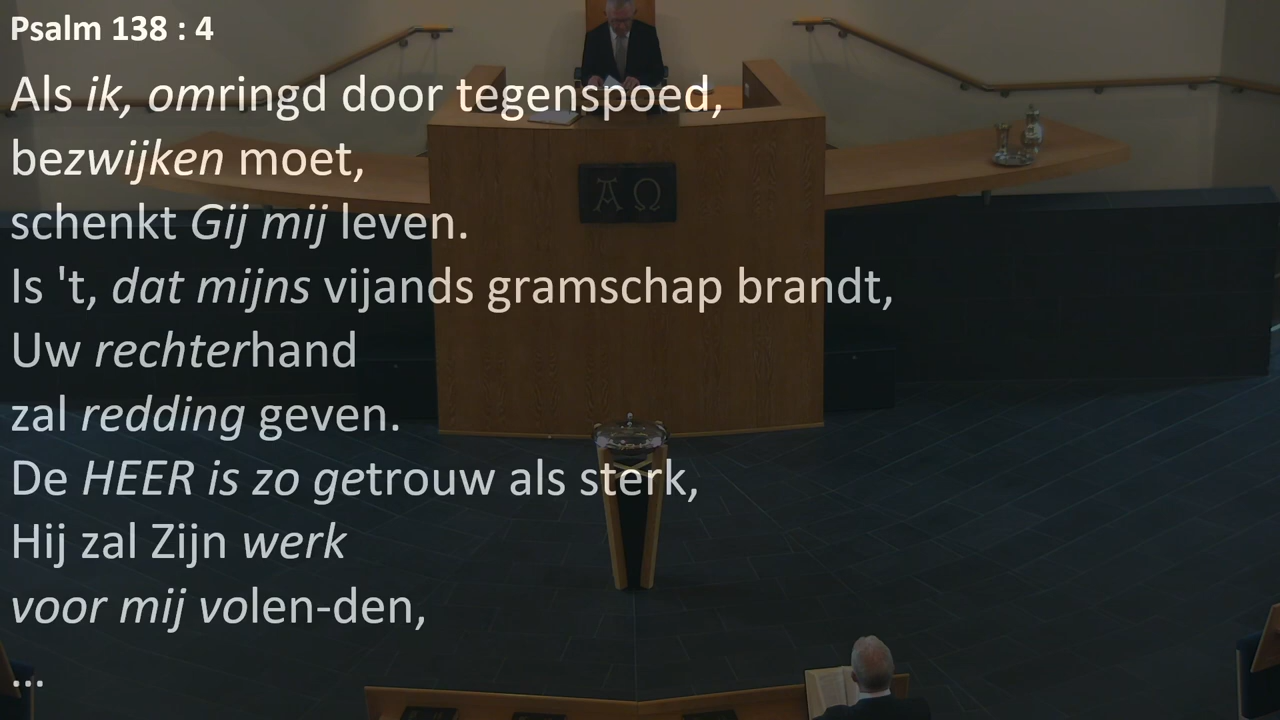 Psalm 138 : 4
Als ik, omringd door tegenspoed,
bezwijken moet,
schenkt Gij mij leven.
Is 't, dat mijns vijands gramschap brandt,
Uw rechterhand
zal redding geven.
De HEER is zo getrouw als sterk,
Hij zal Zijn werk
voor mij volen-den,
...
Α Ω